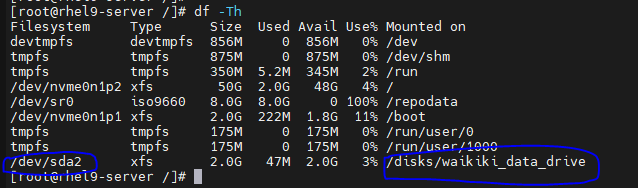 [root@rhel9-server /]# df -Th
Filesystem     Type      Size  Used Avail Use% Mounted on
devtmpfs       devtmpfs  856M     0  856M   0% /dev
tmpfs          tmpfs     875M     0  875M   0% /dev/shm
tmpfs          tmpfs     350M  5.2M  345M   2% /run
/dev/nvme0n1p2 xfs        50G  2.0G   48G   4% /
/dev/sr0       iso9660   8.0G  8.0G     0 100% /repodata
/dev/nvme0n1p1 xfs       2.0G  222M  1.8G  11% /boot
tmpfs          tmpfs     175M     0  175M   0% /run/user/0
tmpfs          tmpfs     175M     0  175M   0% /run/user/1000
/dev/sda2      xfs       2.0G   47M  2.0G   3% /disks/waikiki_data_drive
[root@rhel9-server /]#